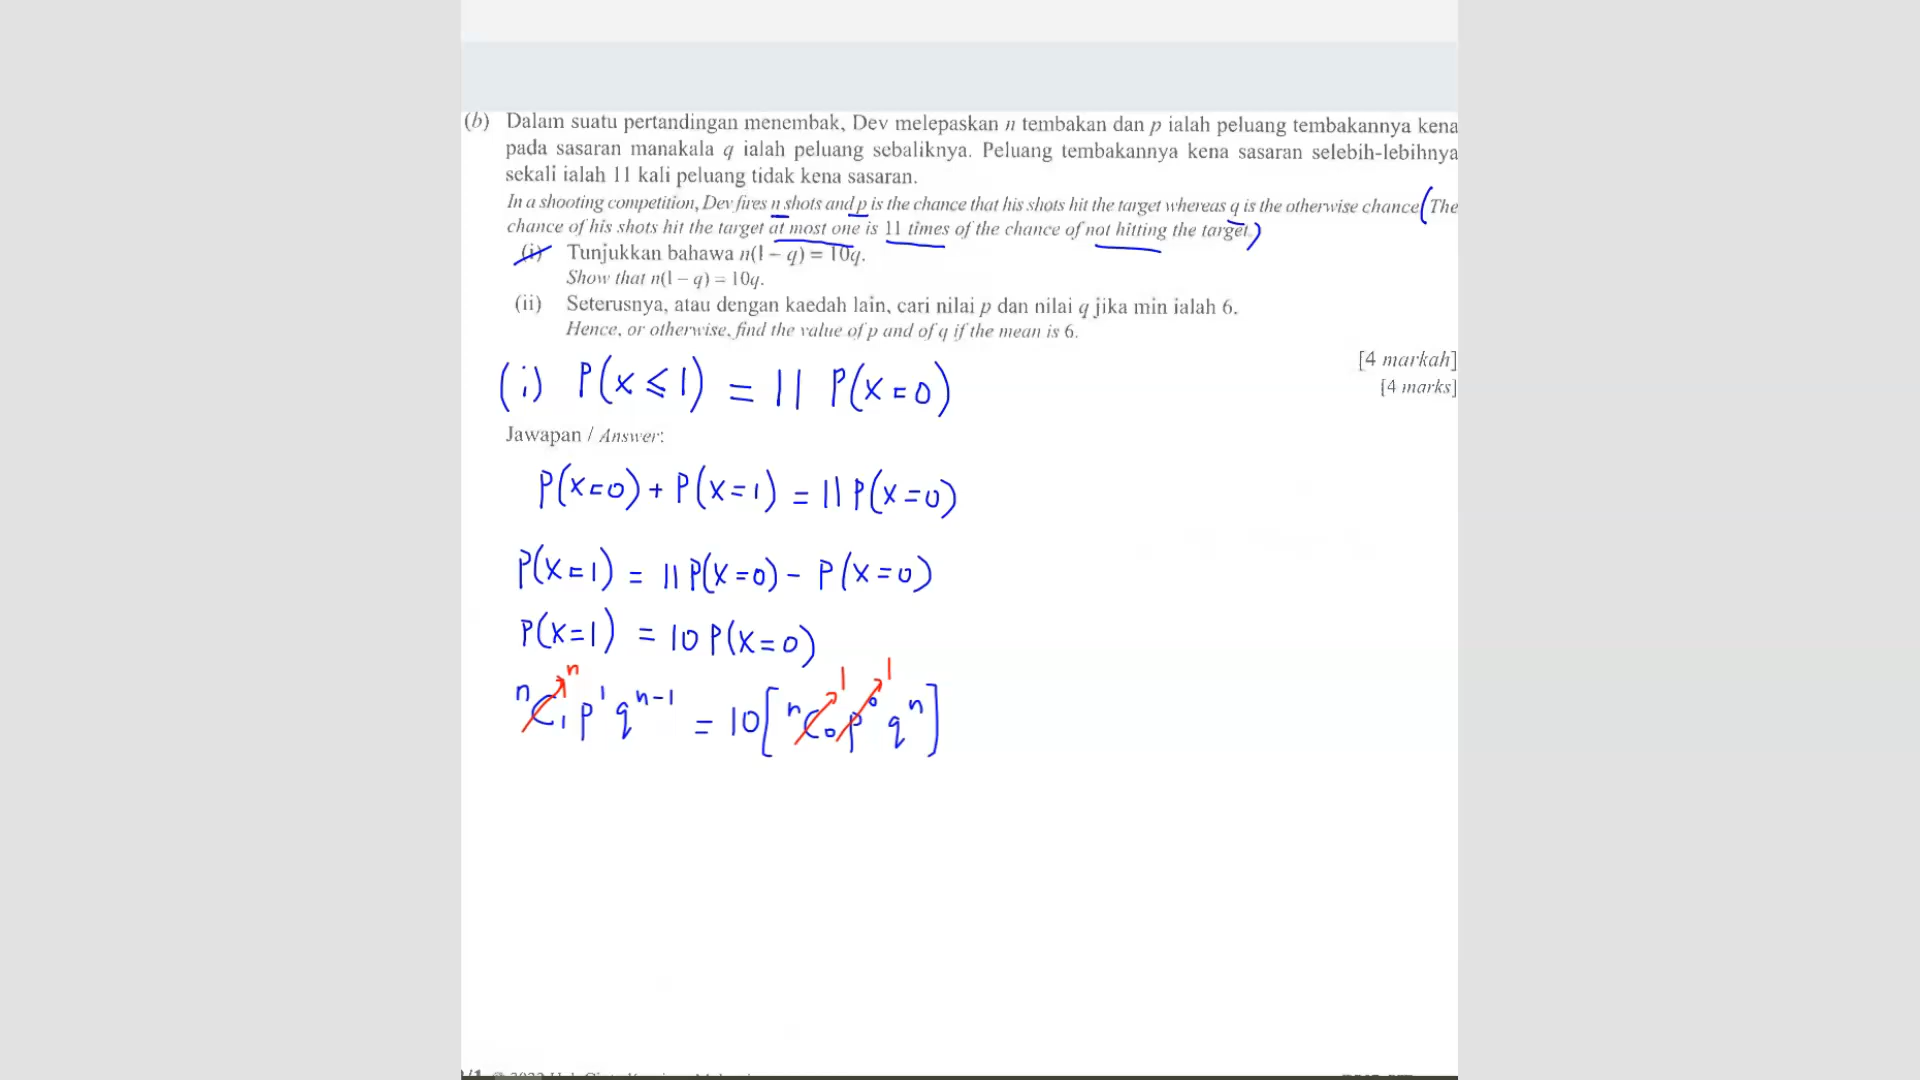 (b) Dalam suatu pertandingan menembak, Dev melepaskan n tembakan dan p ialah peluang tembakannya kena
pada sasaran manakala q ialah peluang sebaliknya. Peluang tembakannya kena sasaran selebih-lebihnya
sekali ialah 11 kali peluang tidak kena sasaran.
In a shooting competition, Dev fires n shots and p is the chance that his shots hit the target whereas q is the otherwise chance (The
chance of his shots hit the target at most one is 11 times of the chance of not hitting the target.)
(i) Tunjukkan bahawa n(1 – q) = 10q.
Show that n(1 – q) = 10q.
(ii) Seterusnya, atau dengan kaedah lain, cari nilai p dan nilai q jika min ialah 6.
Hence, or otherwise, find the value of p and of q if the mean is 6.
[4 markah]
[4 marks]
(i) P(X ⩽ 1) = 11 P(X = 0)
Jawapan / Answer:
P(X=0) + P(X=1) = 11 P(X=0)
P(X=1) = 11 P(X=0) - P(X=0)
P(X=1) = 10 P(X=0)
n 1 1
ⁿC₁ p¹ qⁿ⁻¹ = 10[ⁿC₀ p⁰ qⁿ]